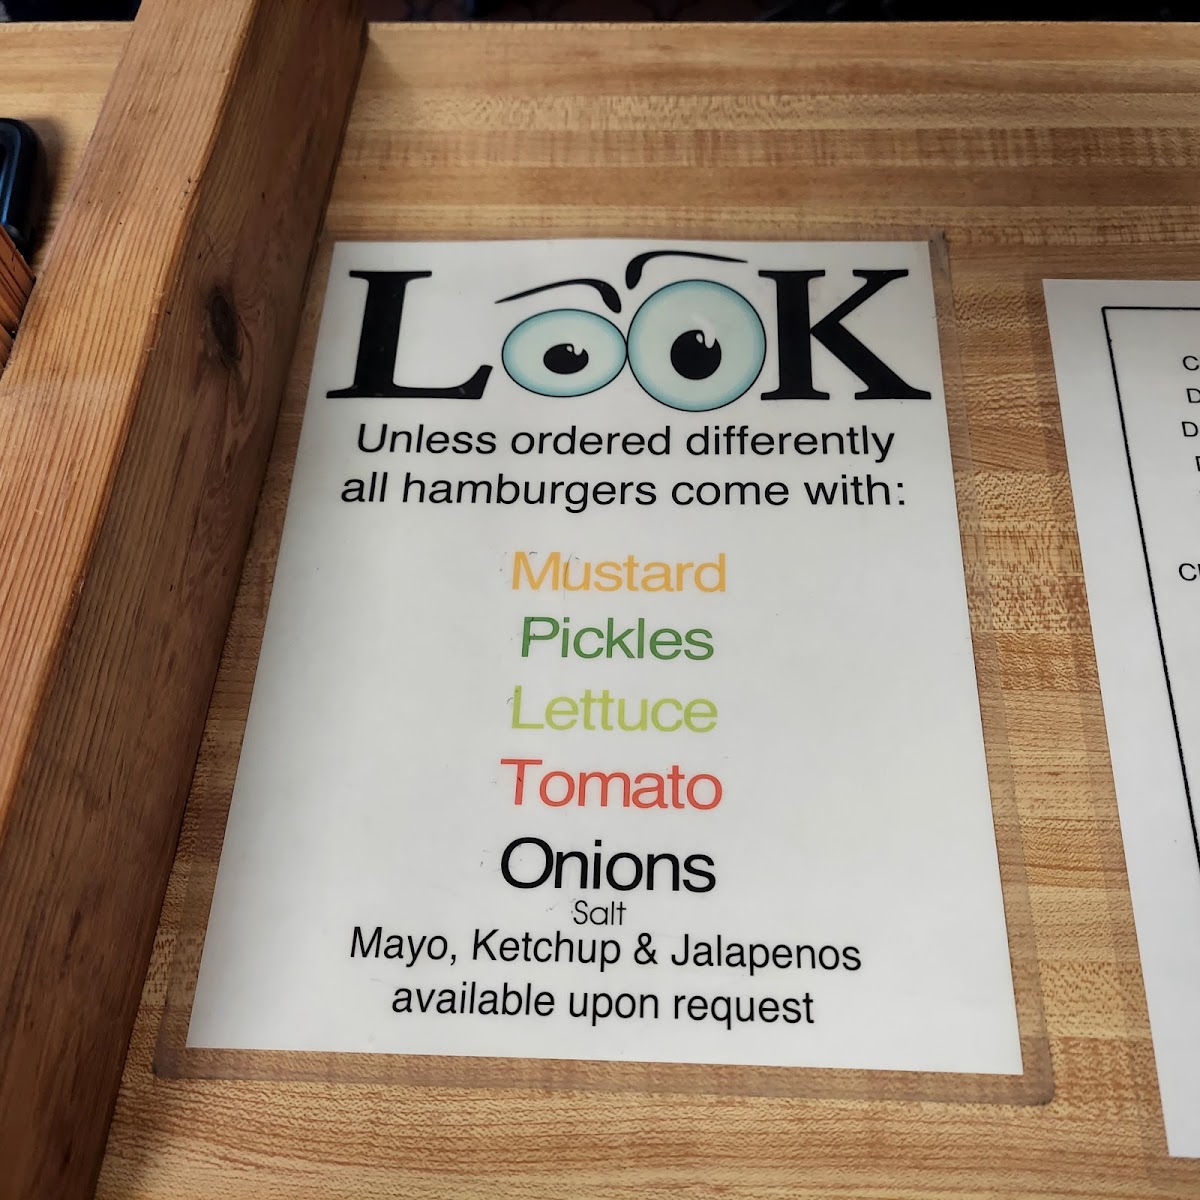 LOOK
Unless ordered differently
all hamburgers come with:
Mustard
Pickles
Lettuce
Tomato
Onions
Salt
Mayo, Ketchup & Jalapenos
available upon request